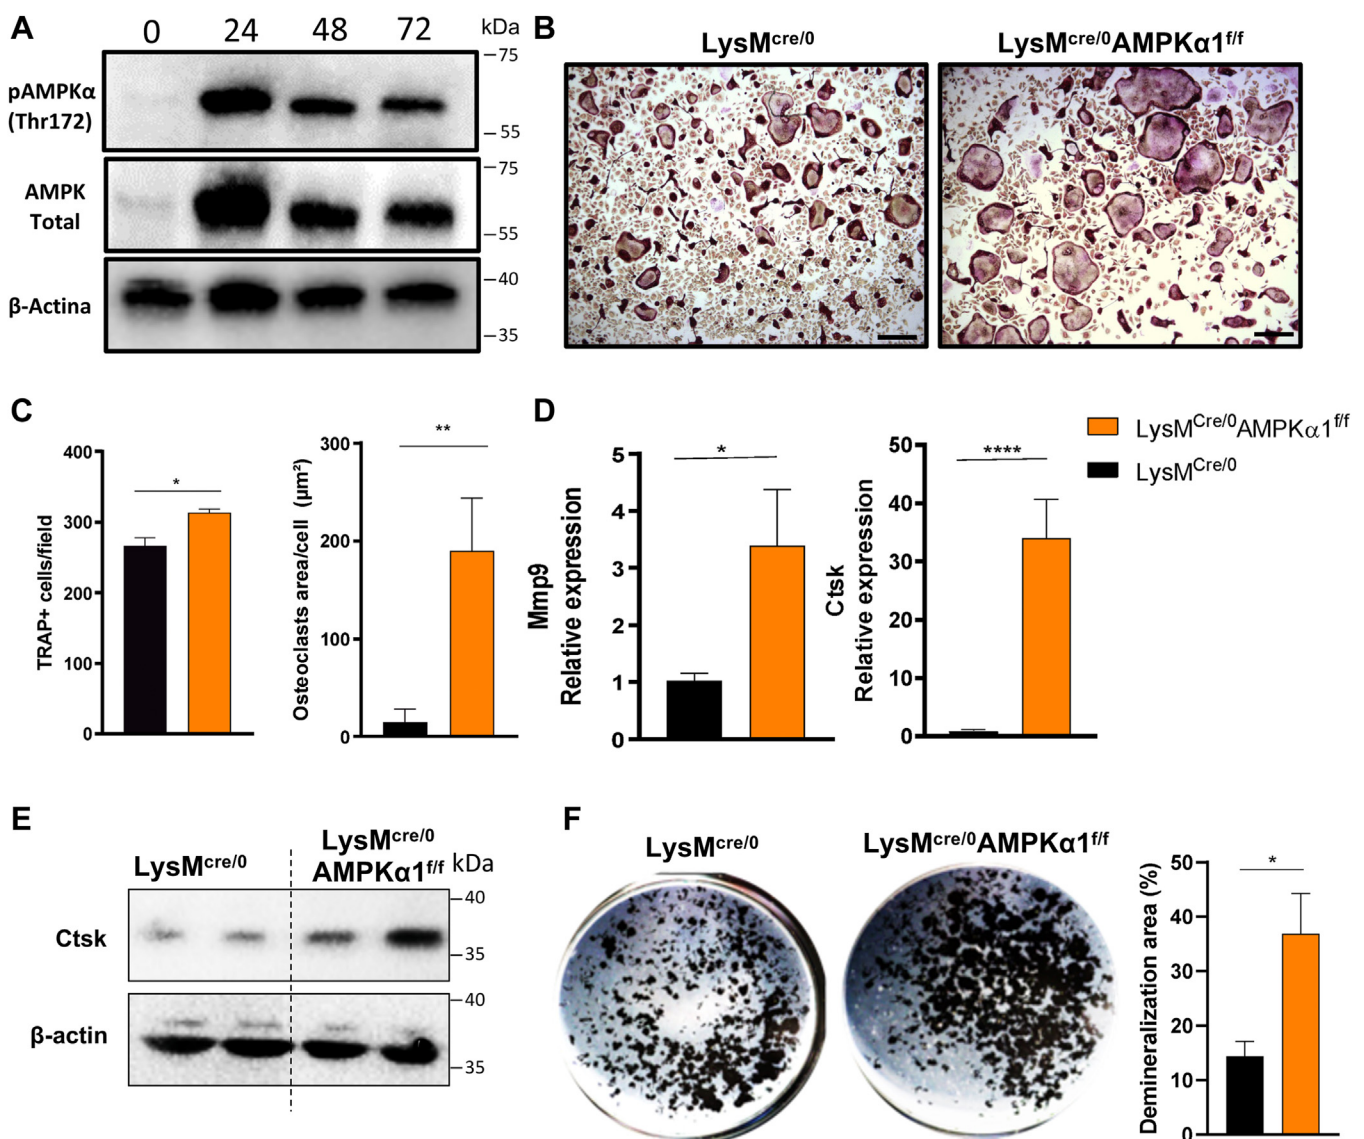 A
0 24 48 72 kDa
pAMPKα
(Thr172)
–75
–55
AMPK
Total
–75
–55
β-Actina
–40
–35
B
LysMcre/0
LysMcre/0AMPKα1f/f
C
TRAP+ cells/field
400
300
200
100
0
*
Osteoclasts area/cell (µm²)
300
200
100
0
**
D
Mmp9
Relative expression
5
4
3
2
1
0
*
Ctsk
Relative expression
50
40
30
20
10
0
****
LysMCre/0AMPKα1f/f
LysMCre/0
E
LysMcre/0
LysMcre/0
AMPKα1f/f kDa
Ctsk
–40
–35
β-actin
–40
–35
F
LysMcre/0
LysMcre/0AMPKα1f/f
Demineralization area (%)
50
40
30
20
10
0
*